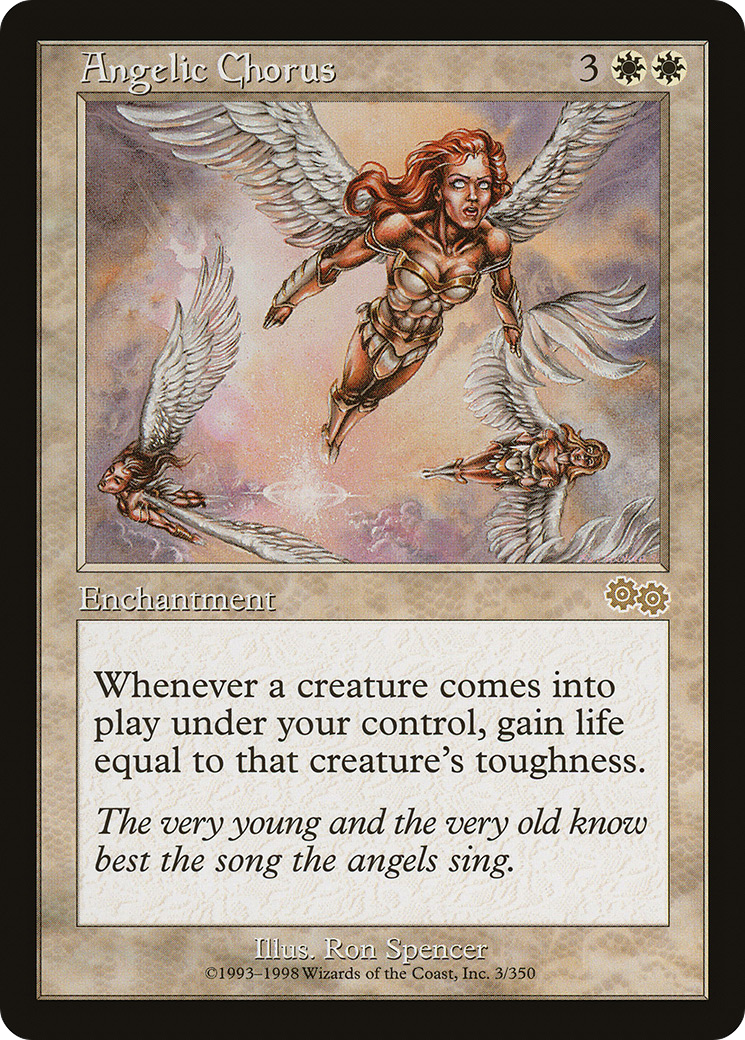 Angelic Chorus 3
Enchantment
Whenever a creature comes into
play under your control, gain life
equal to that creature's toughness.
The very young and the very old know
best the song the angels sing.
Illus. Ron Spencer
©1993–1998 Wizards of the Coast, Inc. 3/350